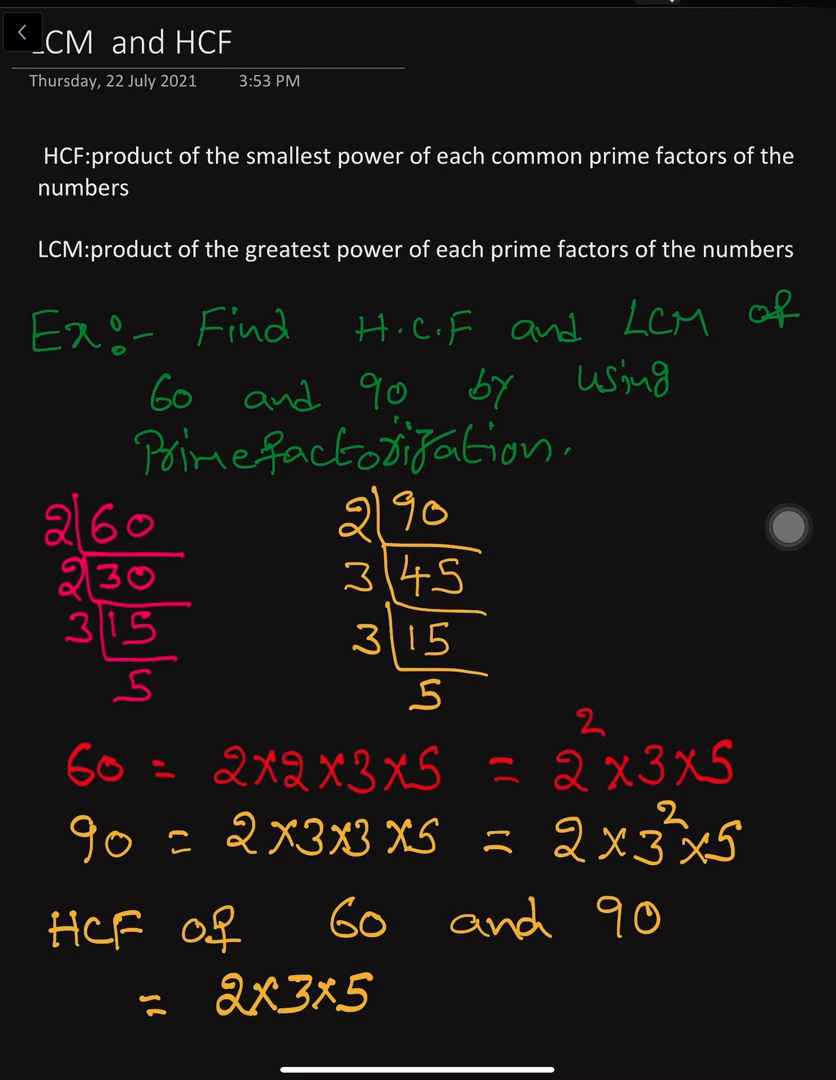 LCM and HCF
Thursday, 22 July 2021 3:53 PM
HCF:product of the smallest power of each common prime factors of the
numbers
LCM:product of the greatest power of each prime factors of the numbers
Ex:- Find H.C.F and LCM of
60 and 90 by using
Primefactorization.
2|60 2|90
2|30 3|45
3|15 3|15
5 5
60 = 2×2×3×5 = 2²×3×5
90 = 2×3×3×5 = 2×3²×5
HCF of 60 and 90
= 2×3×5